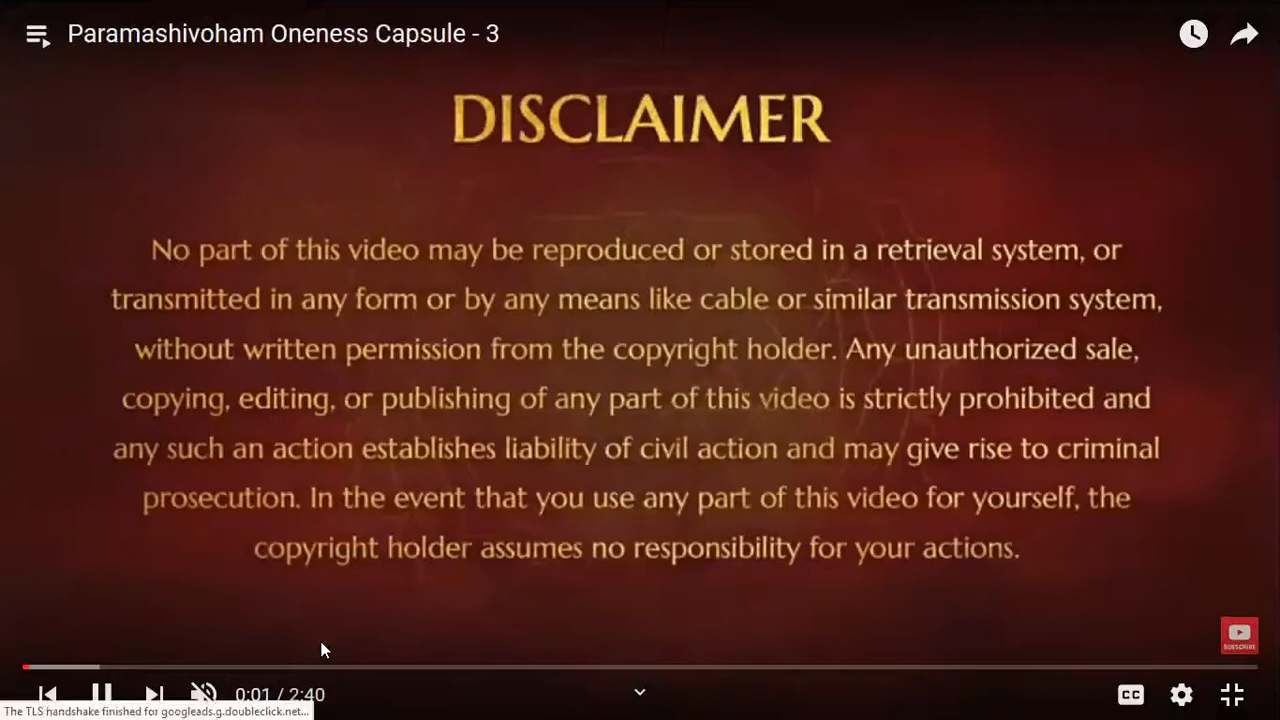 Paramashivoham Oneness Capsule - 3
DISCLAIMER
No part of this video may be reproduced or stored in a retrieval system, or
transmitted in any form or by any means like cable or similar transmission system,
without written permission from the copyright holder. Any unauthorized sale,
copying, editing, or publishing of any part of this video is strictly prohibited and
any such an action establishes liability of civil action and may give rise to criminal
prosecution. In the event that you use any part of this video for yourself, the
copyright holder assumes no responsibility for your actions.
SUBSCRIBE
0:01 / 2:40
CC
The TLS handshake finished for googleads.g.doubleclick.net...